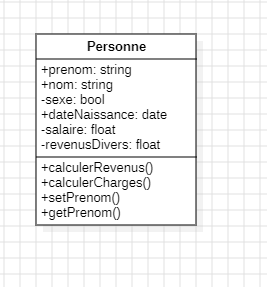 Personne
+prenom: string
+nom: string
-sexe: bool
+dateNaissance: date
-salaire: float
-revenusDivers: float
+calculerRevenus()
+calculerCharges()
+setPrenom()
+getPrenom()